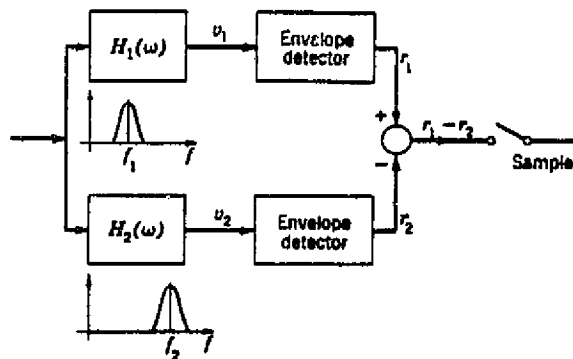 H₁(ω)
v₁
Envelope
detector
r₁
f₁
f
+
−
r₁ − r₂
Sample
H₂(ω)
v₂
Envelope
detector
r₂
f₂
f